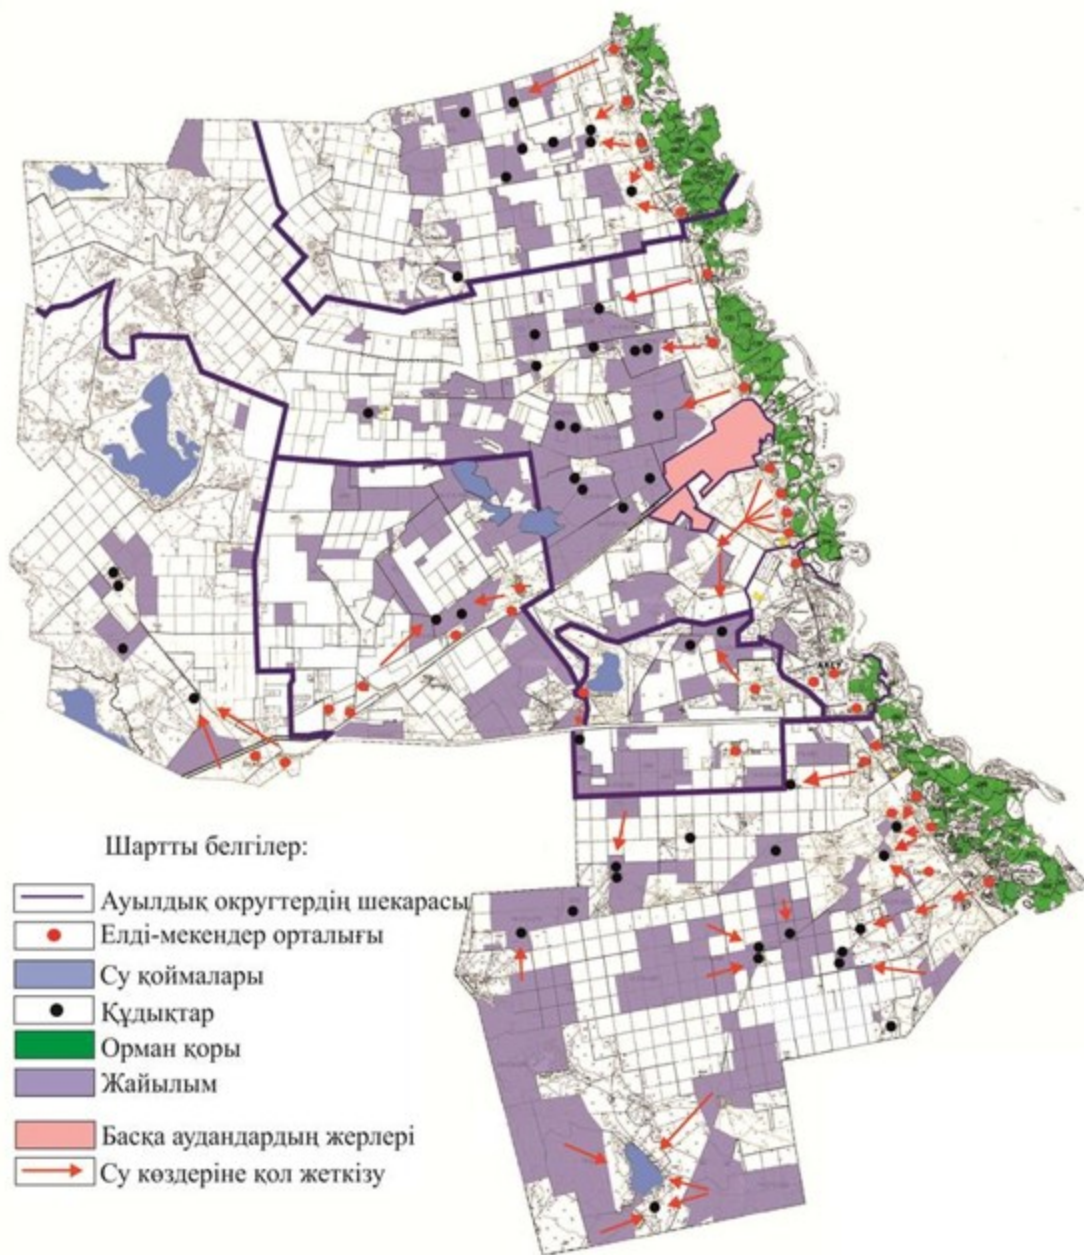 АКСУ
Шартты белгілер:
Ауылдық округтердің шекарасы
Елді-мекендер орталығы
Су қоймалары
Құдықтар
Орман қоры
Жайылым
Басқа аудандардың жерлері
Су көздеріне қол жеткізу